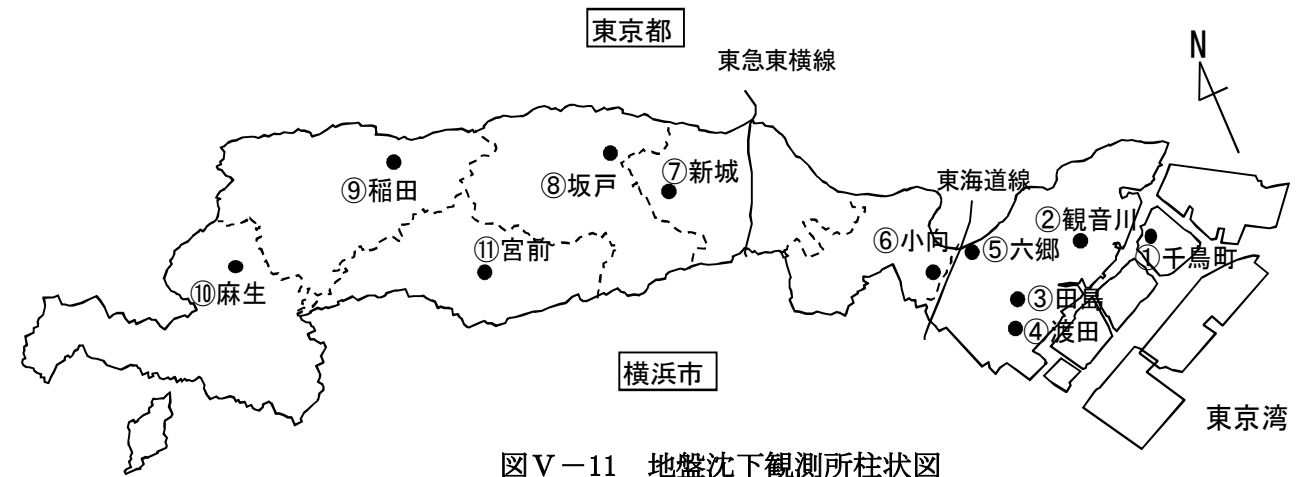 東京都
東急東横線
N
⑨稲田
⑧坂戸
⑦新城
東海道線
②観音川
⑥小向
⑤六郷
①千鳥町
⑪宮前
⑩麻生
③田島
④渡田
横浜市
東京湾
図Ⅴ－11 地盤沈下観測所柱状図